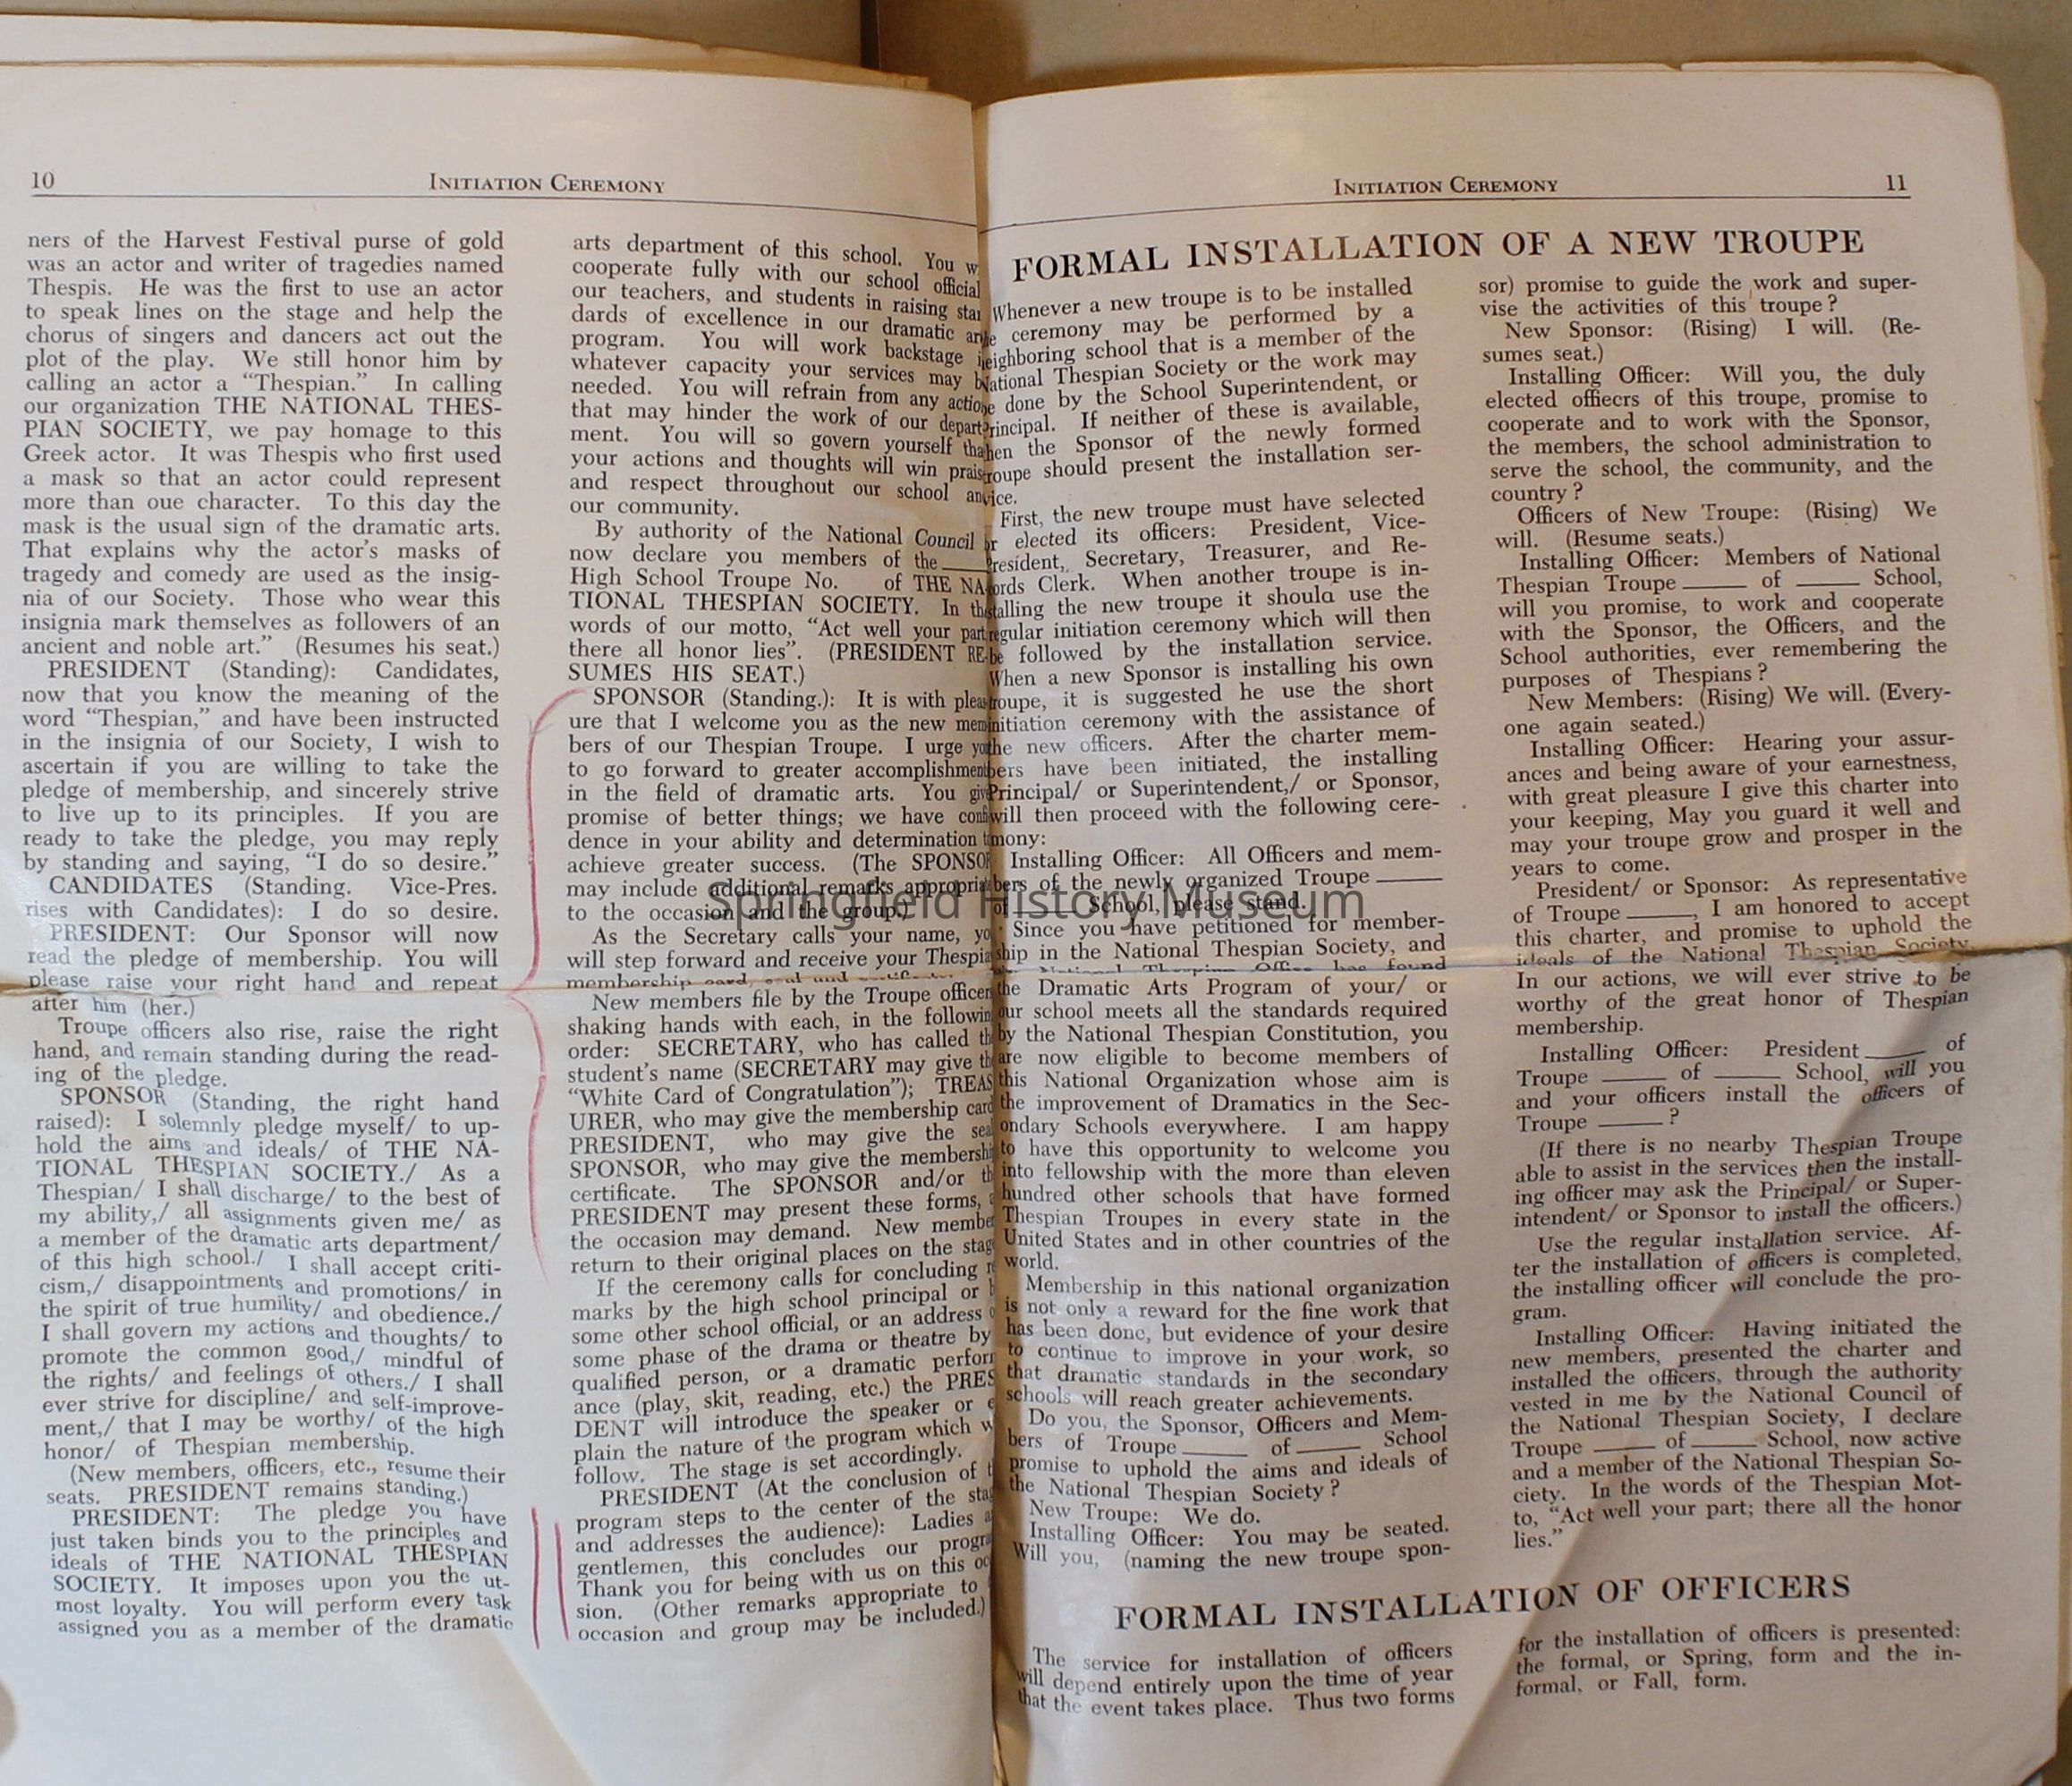 10 INITIATION CEREMONY
ners of the Harvest Festival purse of gold
was an actor and writer of tragedies named
Thespis. He was the first to use an actor
to speak lines on the stage and help the
chorus of singers and dancers act out the
plot of the play. We still honor him by
calling an actor a "Thespian." In calling
our organization THE NATIONAL THES-
PIAN SOCIETY, we pay homage to this
Greek actor. It was Thespis who first used
a mask so that an actor could represent
more than oue character. To this day the
mask is the usual sign of the dramatic arts.
That explains why the actor's masks of
tragedy and comedy are used as the insig-
nia of our Society. Those who wear this
insignia mark themselves as followers of an
ancient and noble art." (Resumes his seat.)
PRESIDENT (Standing): Candidates,
now that you know the meaning of the
word "Thespian," and have been instructed
in the insignia of our Society, I wish to
ascertain if you are willing to take the
pledge of membership, and sincerely strive
to live up to its principles. If you are
ready to take the pledge, you may reply
by standing and saying, "I do so desire."
CANDIDATES (Standing. Vice-Pres.
rises with Candidates): I do so desire.
PRESIDENT: Our Sponsor will now
read the pledge of membership. You will
please raise your right hand and repeat
after him (her.)
Troupe officers also rise, raise the right
hand, and remain standing during the read-
ing of the pledge.
SPONSOR (Standing, the right hand
raised): I solemnly pledge myself/ to up-
hold the aims and ideals/ of THE NA-
TIONAL THESPIAN SOCIETY./ As a
Thespian/ I shall discharge/ to the best of
my ability,/ all assignments given me/ as
a member of the dramatic arts department/
of this high school./ I shall accept criti-
cism,/ disappointments and promotions/ in
the spirit of true humility/ and obedience./
I shall govern my actions and thoughts/ to
promote the common good,/ mindful of
the rights/ and feelings of others./ I shall
ever strive for discipline/ and self-improve-
ment,/ that I may be worthy/ of the high
honor/ of Thespian membership.
(New members, officers, etc., resume their
seats. PRESIDENT remains standing.)
PRESIDENT: The pledge you have
just taken binds you to the principles and
ideals of THE NATIONAL THESPIAN
SOCIETY. It imposes upon you the ut-
most loyalty. You will perform every task
assigned you as a member of the dramatic
arts department of this school. You w
cooperate fully with our school official
our teachers, and students in raising stan
dards of excellence in our dramatic art
program. You will work backstage i
whatever capacity your services may b
needed. You will refrain from any action
that may hinder the work of our depart
ment. You will so govern yourself tha
your actions and thoughts will win praise
and respect throughout our school an
our community.
By authority of the National Council
now declare you members of the ____
High School Troupe No. of THE NA-
TIONAL THESPIAN SOCIETY. In the
words of our motto, "Act well your part
there all honor lies". (PRESIDENT RE-
SUMES HIS SEAT.)
SPONSOR (Standing.): It is with pleas
ure that I welcome you as the new mem
bers of our Thespian Troupe. I urge you
to go forward to greater accomplishment
in the field of dramatic arts. You give
promise of better things; we have confi
dence in your ability and determination t
achieve greater success. (The SPONSOR
may include additional remarks appropria
to the occasion and the group.)
As the Secretary calls your name, yo
will step forward and receive your Thespia
membership card, seal and certificate.
New members file by the Troupe officer
shaking hands with each, in the followin
order: SECRETARY, who has called th
student's name (SECRETARY may give th
"White Card of Congratulation"); TREAS
URER, who may give the membership card
PRESIDENT, who may give the sea
SPONSOR, who may give the membershi
certificate. The SPONSOR and/or th
PRESIDENT may present these forms, a
the occasion may demand. New membe
return to their original places on the stage
If the ceremony calls for concluding r
marks by the high school principal or b
some other school official, or an address o
some phase of the drama or theatre by
qualified person, or a dramatic perfor
ance (play, skit, reading, etc.) the PRES
DENT will introduce the speaker or e
plain the nature of the program which w
follow. The stage is set accordingly.
PRESIDENT (At the conclusion of t
program steps to the center of the sta
and addresses the audience): Ladies a
gentlemen, this concludes our progra
Thank you for being with us on this oc
sion. (Other remarks appropriate to
occasion and group may be included.)
INITIATION CEREMONY 11
FORMAL INSTALLATION OF A NEW TROUPE
Whenever a new troupe is to be installed
e ceremony may be performed by a
eighboring school that is a member of the
National Thespian Society or the work may
e done by the School Superintendent, or
Principal. If neither of these is available,
hen the Sponsor of the newly formed
troupe should present the installation ser-
vice.
First, the new troupe must have selected
or elected its officers: President, Vice-
President, Secretary, Treasurer, and Re-
ords Clerk. When another troupe is in-
stalling the new troupe it should use the
regular initiation ceremony which will then
be followed by the installation service.
When a new Sponsor is installing his own
troupe, it is suggested he use the short
initiation ceremony with the assistance of
the new officers. After the charter mem-
bers have been initiated, the installing
Principal/ or Superintendent,/ or Sponsor,
will then proceed with the following cere-
mony:
Installing Officer: All Officers and mem-
bers of the newly organized Troupe ____
of ____ School, please stand.
Since you have petitioned for member-
ship in the National Thespian Society, and
the National Thespian Office has found
the Dramatic Arts Program of your/ or
our school meets all the standards required
by the National Thespian Constitution, you
are now eligible to become members of
this National Organization whose aim is
the improvement of Dramatics in the Sec-
ondary Schools everywhere. I am happy
to have this opportunity to welcome you
into fellowship with the more than eleven
hundred other schools that have formed
Thespian Troupes in every state in the
United States and in other countries of the
world.
Membership in this national organization
is not only a reward for the fine work that
has been done, but evidence of your desire
to continue to improve in your work, so
that dramatic standards in the secondary
schools will reach greater achievements.
Do you, the Sponsor, Officers and Mem-
bers of Troupe ____ of ____ School
promise to uphold the aims and ideals of
the National Thespian Society?
New Troupe: We do.
Installing Officer: You may be seated.
Will you, (naming the new troupe spon-
sor) promise to guide the work and super-
vise the activities of this troupe?
New Sponsor: (Rising) I will. (Re-
sumes seat.)
Installing Officer: Will you, the duly
elected offiecrs of this troupe, promise to
cooperate and to work with the Sponsor,
the members, the school administration to
serve the school, the community, and the
country?
Officers of New Troupe: (Rising) We
will. (Resume seats.)
Installing Officer: Members of National
Thespian Troupe ____ of ____ School,
will you promise, to work and cooperate
with the Sponsor, the Officers, and the
School authorities, ever remembering the
purposes of Thespians?
New Members: (Rising) We will. (Every-
one again seated.)
Installing Officer: Hearing your assur-
ances and being aware of your earnestness,
with great pleasure I give this charter into
your keeping, May you guard it well and
may your troupe grow and prosper in the
years to come.
President/ or Sponsor: As representative
of Troupe ____, I am honored to accept
this charter, and promise to uphold the
ideals of the National Thespian Society.
In our actions, we will ever strive to be
worthy of the great honor of Thespian
membership.
Installing Officer: President ____ of
Troupe ____ of ____ School, will you
and your officers install the officers of
Troupe ____?
(If there is no nearby Thespian Troupe
able to assist in the services then the install-
ing officer may ask the Principal/ or Super-
intendent/ or Sponsor to install the officers.)
Use the regular installation service. Af-
ter the installation of officers is completed,
the installing officer will conclude the pro-
gram.
Installing Officer: Having initiated the
new members, presented the charter and
installed the officers, through the authority
vested in me by the National Council of
the National Thespian Society, I declare
Troupe ____ of ____ School, now active
and a member of the National Thespian So-
ciety. In the words of the Thespian Mot-
to, "Act well your part; there all the honor
lies."
FORMAL INSTALLATION OF OFFICERS
The service for installation of officers
will depend entirely upon the time of year
that the event takes place. Thus two forms
for the installation of officers is presented:
the formal, or Spring, form and the in-
formal, or Fall, form.
Springfield History Museum